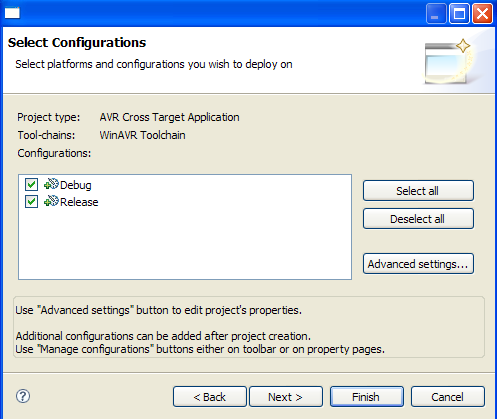 Select Configurations
Select platforms and configurations you wish to deploy on
Project type: AVR Cross Target Application
Tool-chains: WinAVR Toolchain
Configurations:
Debug
Release
Select all
Deselect all
Advanced settings...
Use "Advanced settings" button to edit project's properties.
Additional configurations can be added after project creation.
Use "Manage configurations" buttons either on toolbar or on property pages.
? < Back Next > Finish Cancel